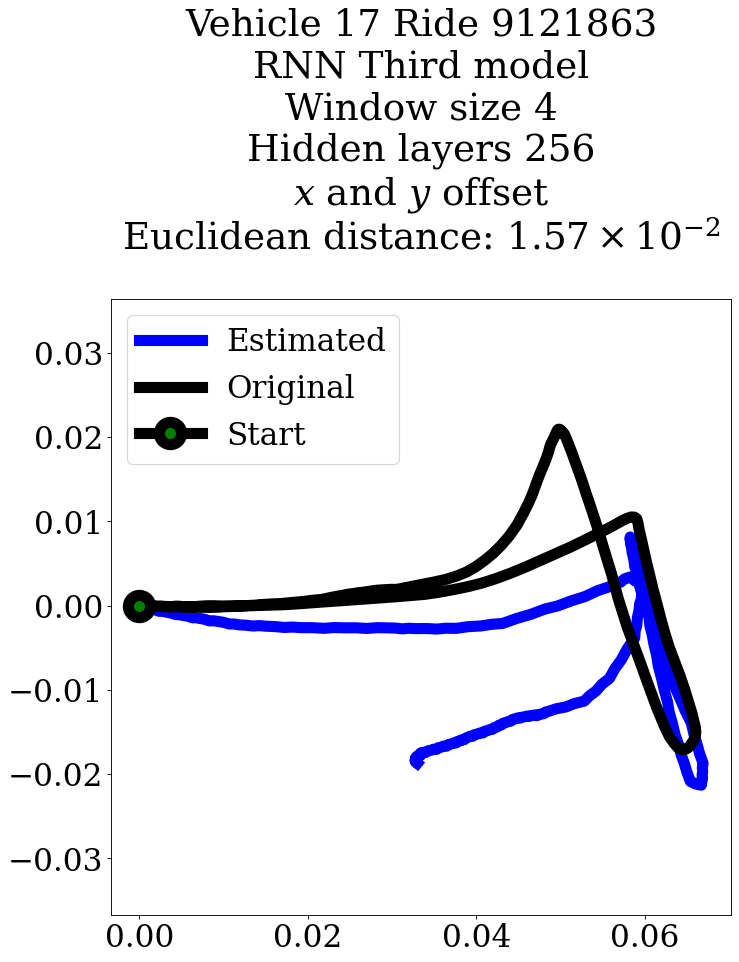 Vehicle 17 Ride 9121863
RNN Third model
Window size 4
Hidden layers 256
x and y offset
Euclidean distance: 1.57 × 10⁻²
Estimated
Original
Start
0.03
0.02
0.01
0.00
−0.01
−0.02
−0.03
0.00 0.02 0.04 0.06